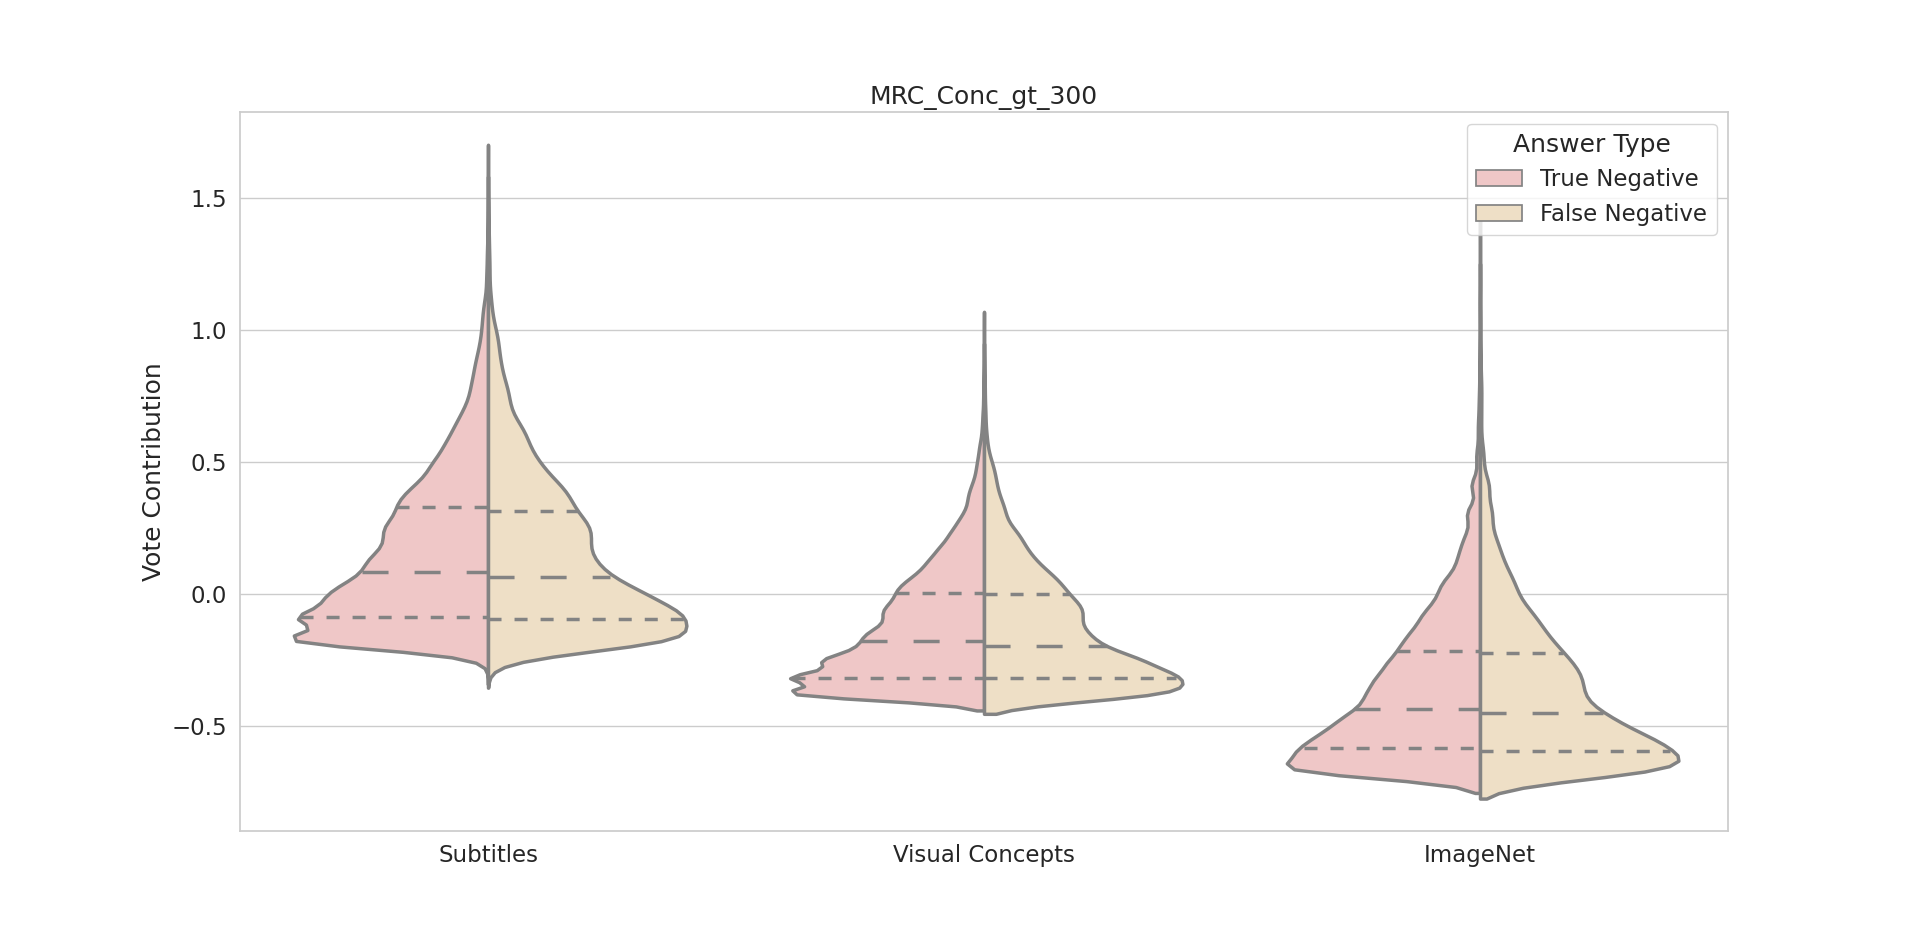 MRC_Conc_gt_300
Answer Type
True Negative
False Negative
Vote Contribution
1.5
1.0
0.5
0.0
−0.5
Subtitles
Visual Concepts
ImageNet